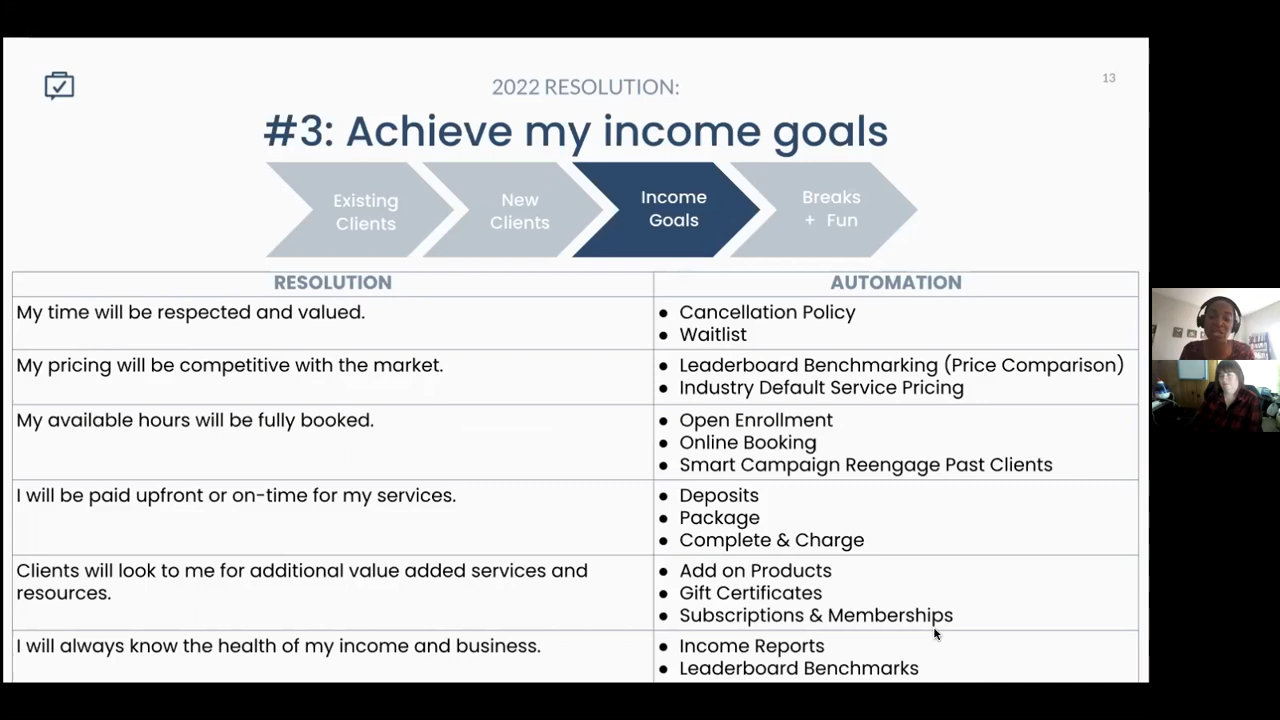 13
2022 RESOLUTION:
#3: Achieve my income goals
Existing
Clients
New
Clients
Income
Goals
Breaks
+ Fun
RESOLUTION
AUTOMATION
My time will be respected and valued.
● Cancellation Policy
● Waitlist
My pricing will be competitive with the market.
● Leaderboard Benchmarking (Price Comparison)
● Industry Default Service Pricing
My available hours will be fully booked.
● Open Enrollment
● Online Booking
● Smart Campaign Reengage Past Clients
I will be paid upfront or on-time for my services.
● Deposits
● Package
● Complete & Charge
Clients will look to me for additional value added services and
resources.
● Add on Products
● Gift Certificates
● Subscriptions & Memberships
I will always know the health of my income and business.
● Income Reports
● Leaderboard Benchmarks